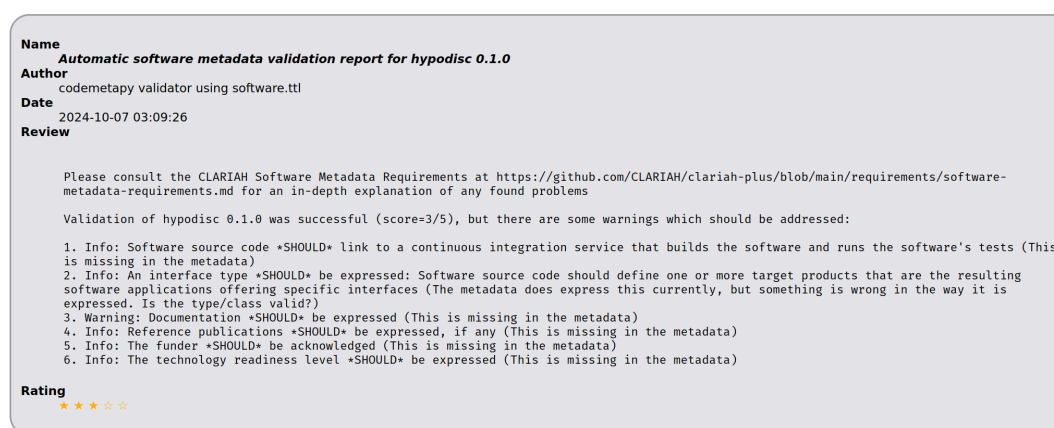 Name
Automatic software metadata validation report for hypodisc 0.1.0
Author
codemetapy validator using software.ttl
Date
2024-10-07 03:09:26
Review
Please consult the CLARIAH Software Metadata Requirements at https://github.com/CLARIAH/clariah-plus/blob/main/requirements/software-
metadata-requirements.md for an in-depth explanation of any found problems
Validation of hypodisc 0.1.0 was successful (score=3/5), but there are some warnings which should be addressed:
1. Info: Software source code *SHOULD* link to a continuous integration service that builds the software and runs the software's tests (This
is missing in the metadata)
2. Info: An interface type *SHOULD* be expressed: Software source code should define one or more target products that are the resulting
software applications offering specific interfaces (The metadata does express this currently, but something is wrong in the way it is
expressed. Is the type/class valid?)
3. Warning: Documentation *SHOULD* be expressed (This is missing in the metadata)
4. Info: Reference publications *SHOULD* be expressed, if any (This is missing in the metadata)
5. Info: The funder *SHOULD* be acknowledged (This is missing in the metadata)
6. Info: The technology readiness level *SHOULD* be expressed (This is missing in the metadata)
Rating
★★★☆☆